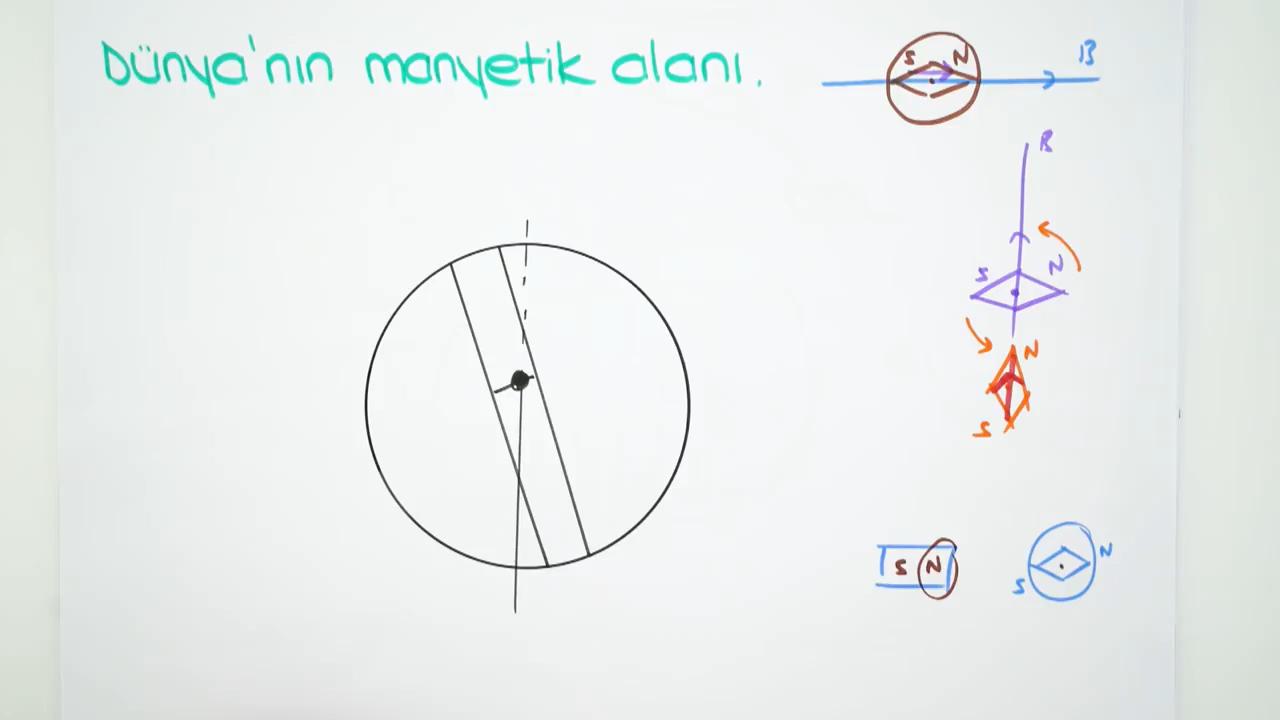 Dünya'nın manyetik alanı.
S N B
B
S N
N
S
S N
S N